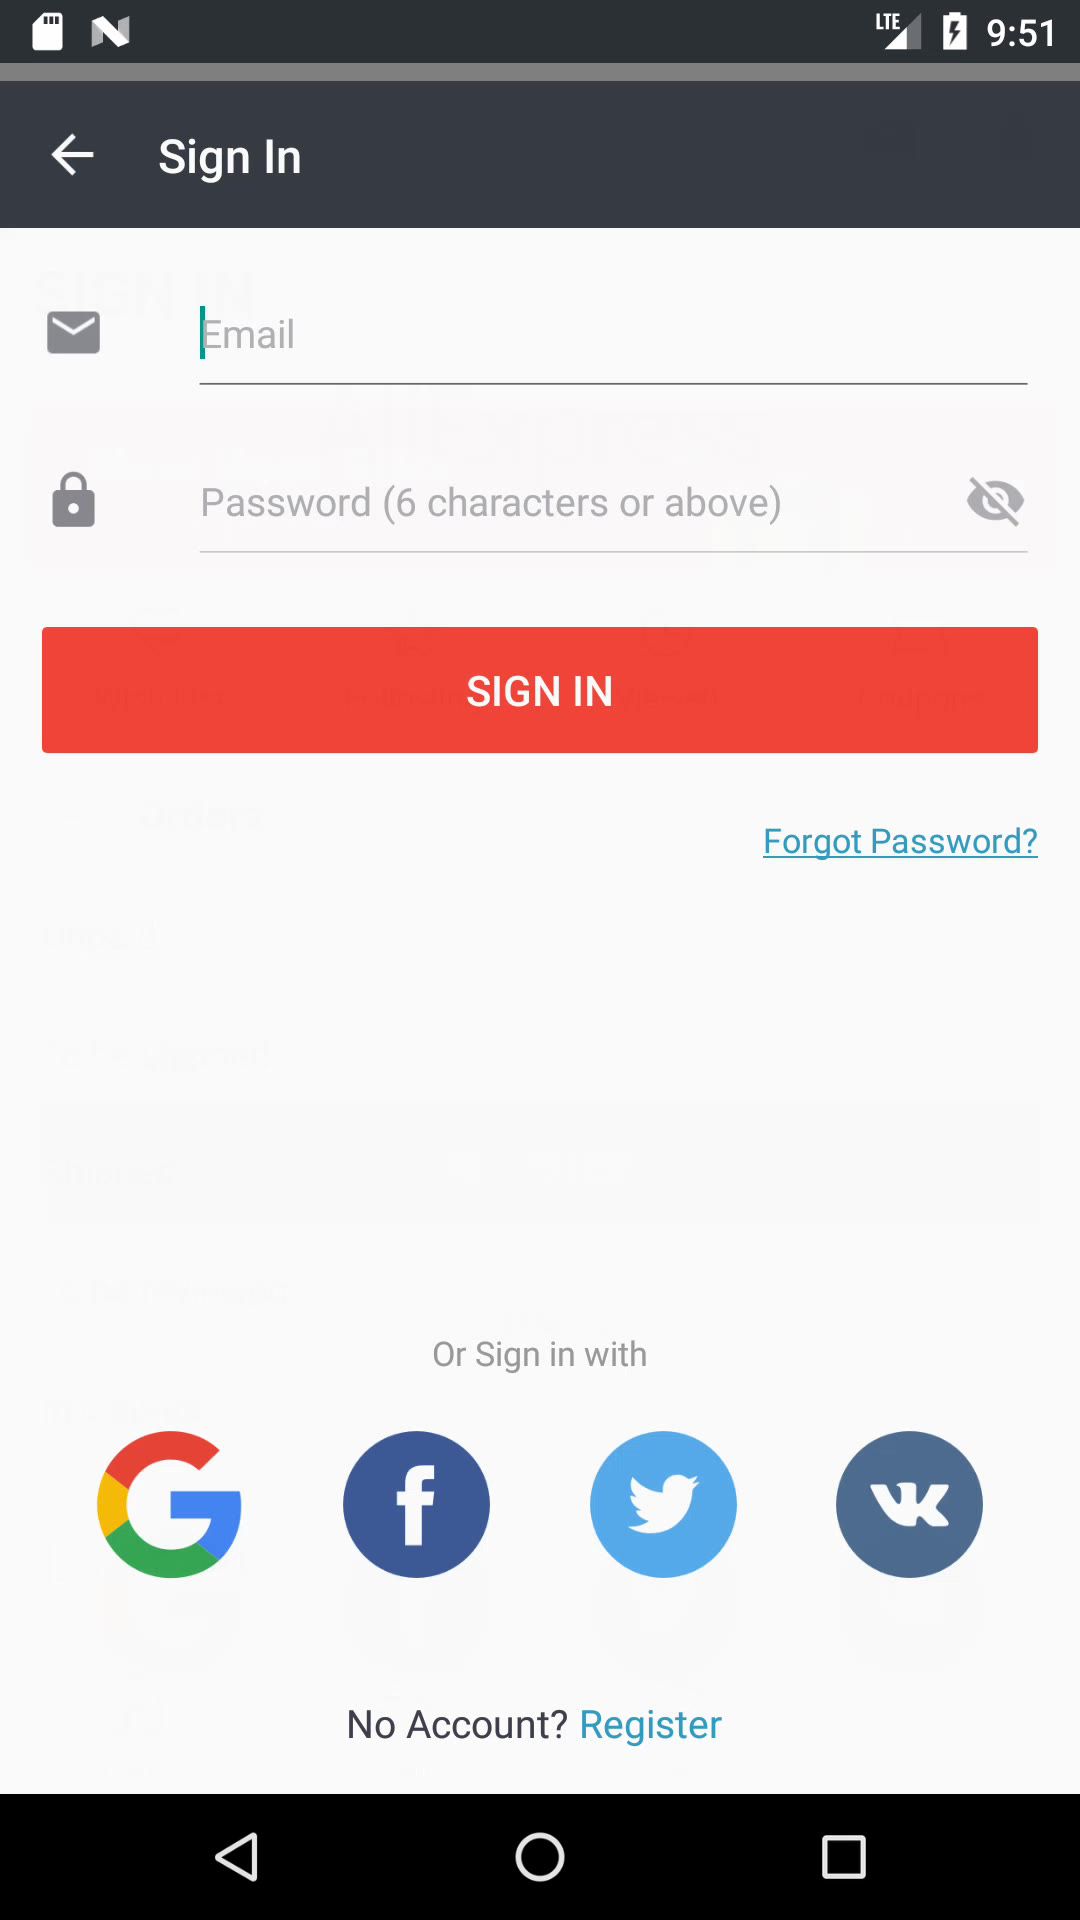 LTE 9:51
Sign In
Email
Password (6 characters or above)
SIGN IN
Forgot Password?
Or Sign in with
No Account? Register